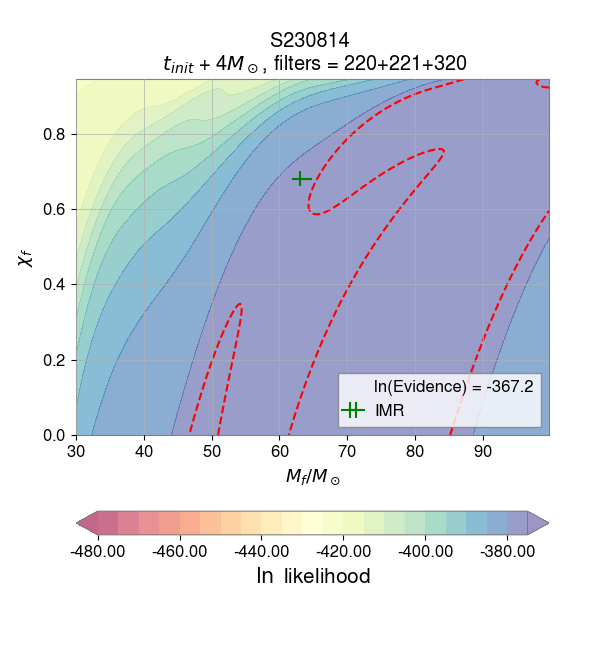 S230814
t_init + 4M_⊙, filters = 220+221+320
χ_f
0.8
0.6
0.4
0.2
0.0
30 40 50 60 70 80 90
M_f/M_⊙
ln(Evidence) = -367.2
IMR
-480.00 -460.00 -440.00 -420.00 -400.00 -380.00
ln likelihood